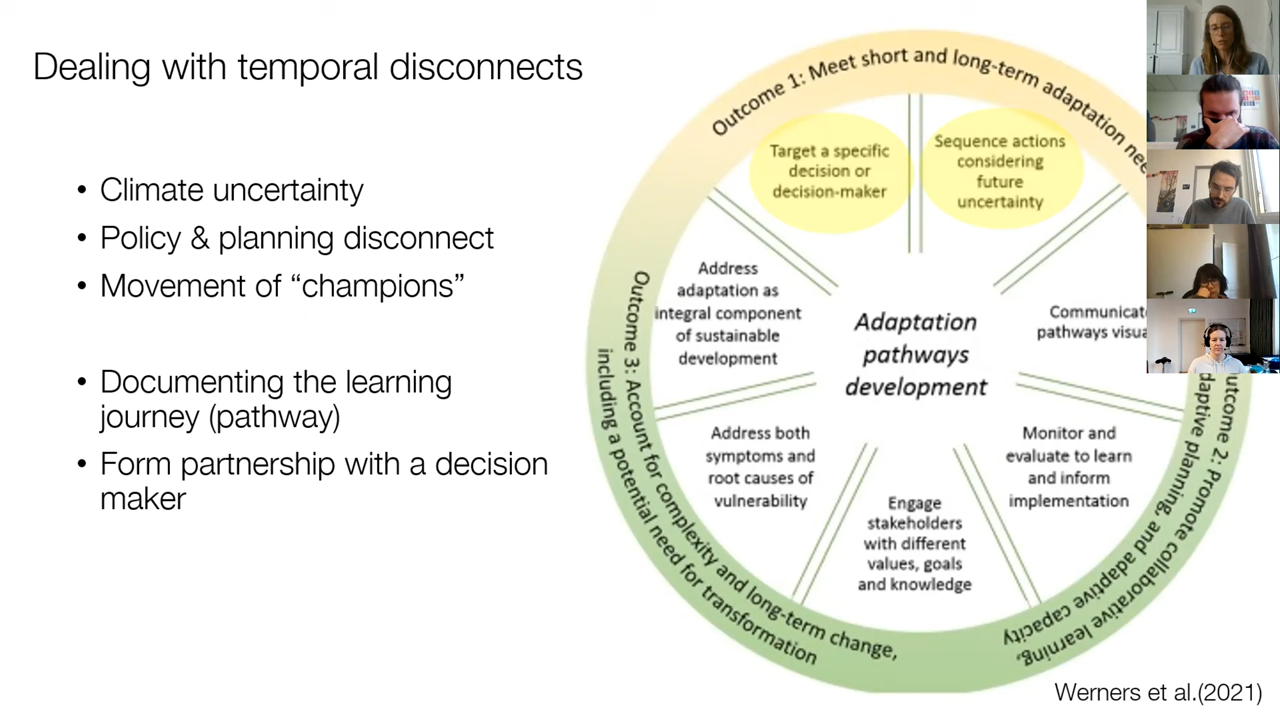 Dealing with temporal disconnects
• Climate uncertainty
• Policy & planning disconnect
• Movement of “champions”
• Documenting the learning
journey (pathway)
• Form partnership with a decision
maker
Outcome 1: Meet short and long-term adaptation
Target a specific
decision or
decision-maker
Sequence actions
considering
future
uncertainty
Address
adaptation as
integral component
of sustainable
development
Adaptation
pathways
development
pathways
Address both
symptoms and
root causes of
vulnerability
Monitor and
evaluate to learn
and inform
implementation
Engage
stakeholders
with different
values, goals
and knowledge
Outcome 3: Account for complexity and long-term change,
including a potential need for transformation
2: Promote collaborative learning,
planning, and adaptive capacity
Werners et al.(2021)